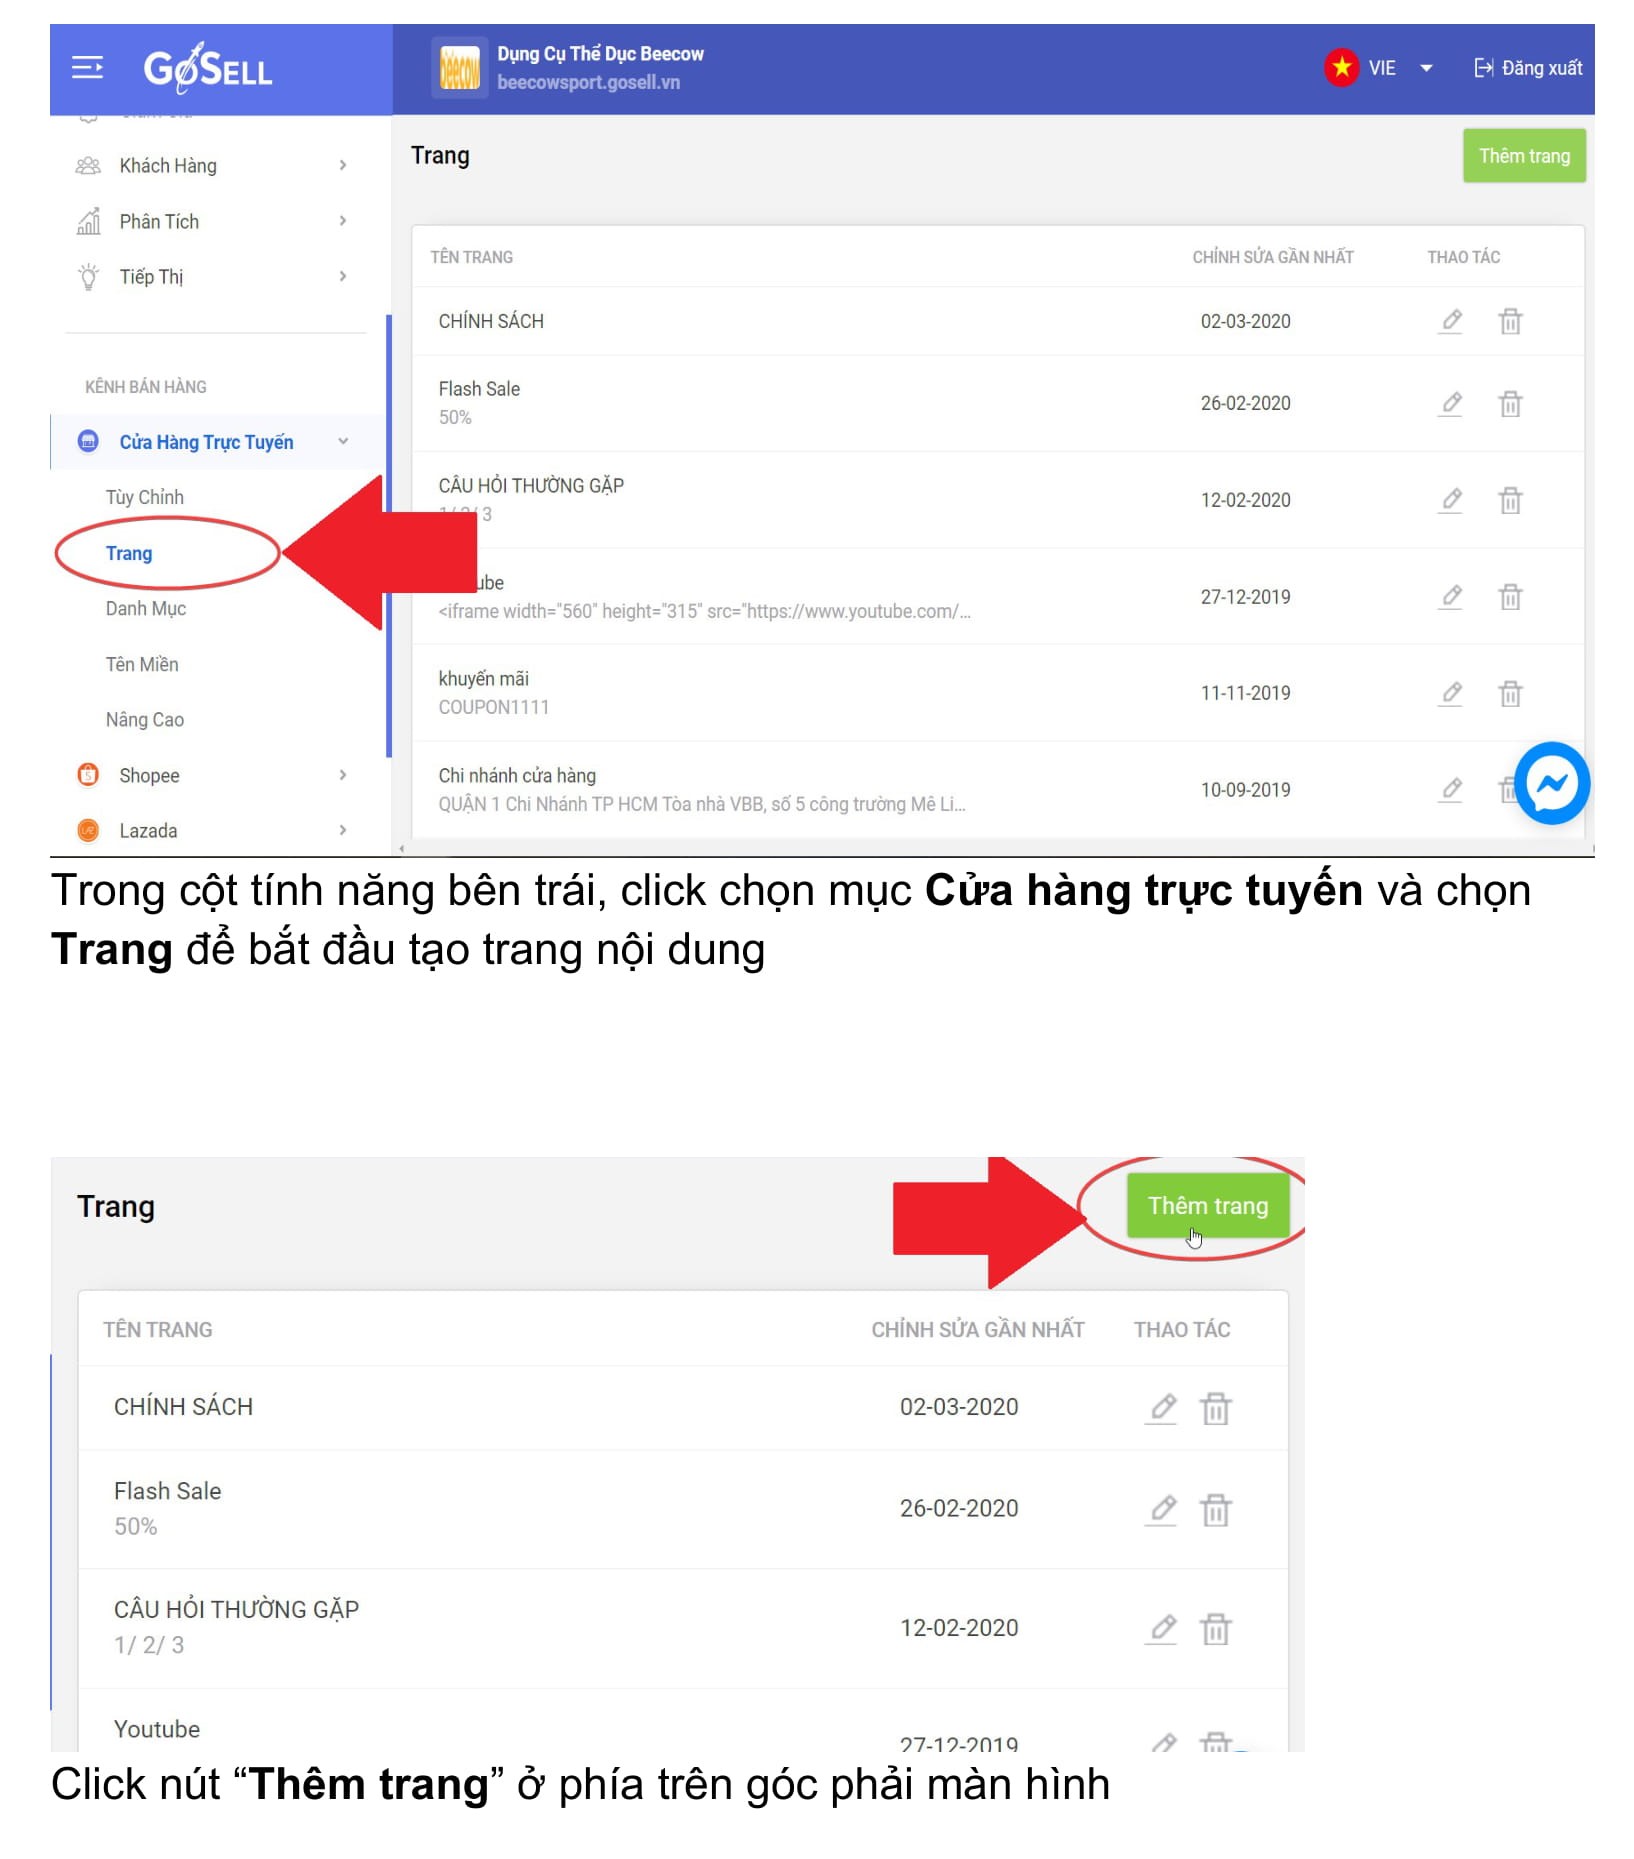 GoSELL
Dụng Cụ Thể Dục Beecow
beecowsport.gosell.vn
VIE
Đăng xuất
beecow
Khách Hàng
Phân Tích
Tiếp Thị
KÊNH BÁN HÀNG
Cửa Hàng Trực Tuyến
Tùy Chỉnh
Trang
Danh Mục
Tên Miền
Nâng Cao
Shopee
Lazada
Trang
Thêm trang
TÊN TRANG CHỈNH SỬA GẦN NHẤT THAO TÁC
CHÍNH SÁCH 02-03-2020
Flash Sale
50%
26-02-2020
CÂU HỎI THƯỜNG GẶP
3
12-02-2020
ube
<iframe width="560" height="315" src="https://www.youtube.com/...
27-12-2019
khuyến mãi
COUPON1111
11-11-2019
Chi nhánh cửa hàng
QUẬN 1 Chi Nhánh TP HCM Tòa nhà VBB, số 5 công trường Mê Li...
10-09-2019
Trong cột tính năng bên trái, click chọn mục Cửa hàng trực tuyến và chọn
Trang để bắt đầu tạo trang nội dung
Trang
Thêm trang
TÊN TRANG CHỈNH SỬA GẦN NHẤT THAO TÁC
CHÍNH SÁCH 02-03-2020
Flash Sale
50%
26-02-2020
CÂU HỎI THƯỜNG GẶP
1/ 2/ 3
12-02-2020
Youtube
27-12-2019
Click nút “Thêm trang” ở phía trên góc phải màn hình